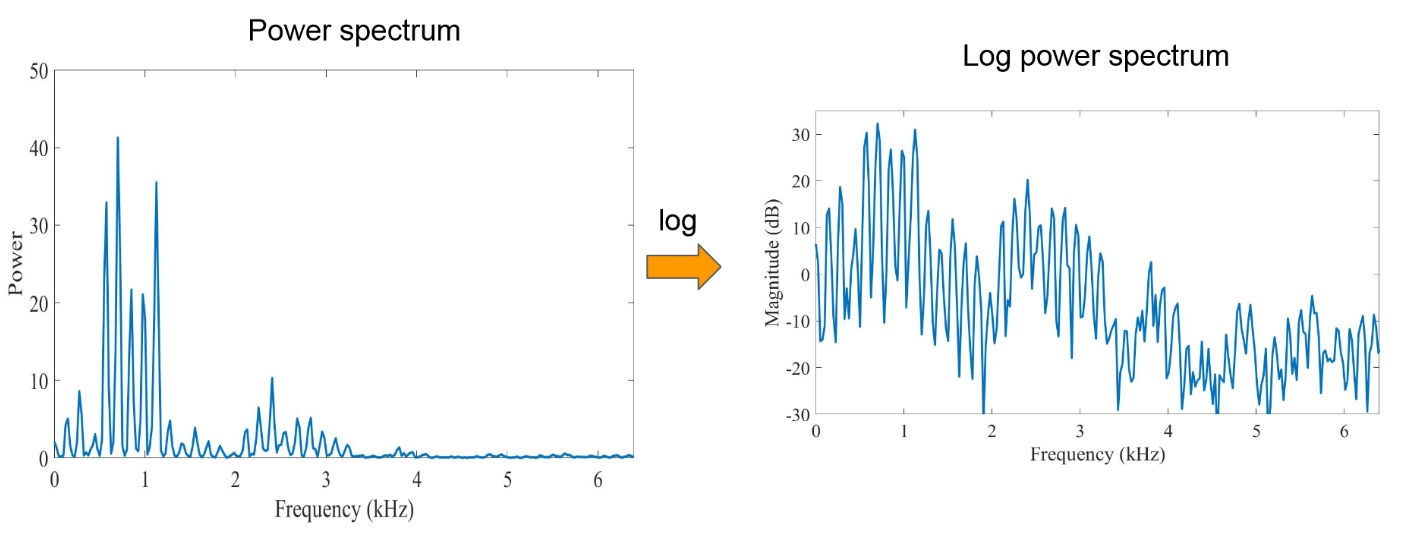 Power spectrum
50
40
30
20
10
0
Power
0 1 2 3 4 5 6
Frequency (kHz)
log
Log power spectrum
30
20
10
0
-10
-20
-30
Magnitude (dB)
0 1 2 3 4 5 6
Frequency (kHz)